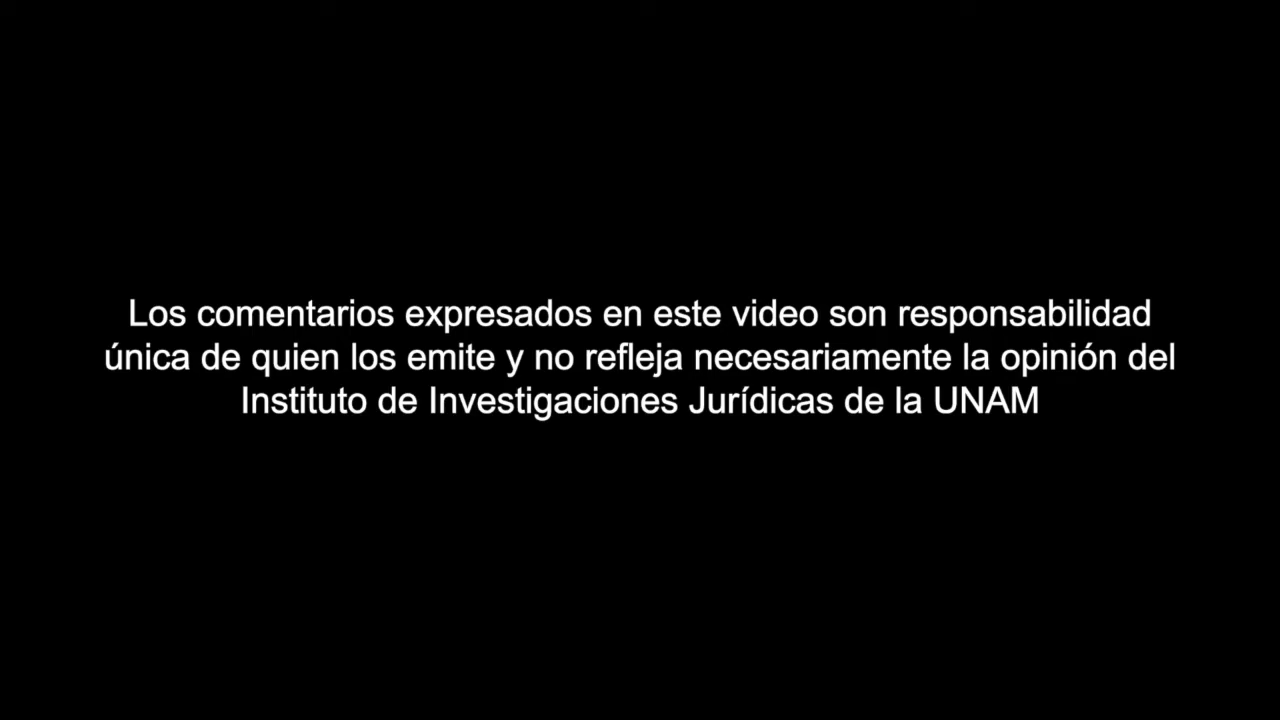 Los comentarios expresados en este video son responsabilidad
única de quien los emite y no refleja necesariamente la opinión del
Instituto de Investigaciones Jurídicas de la UNAM